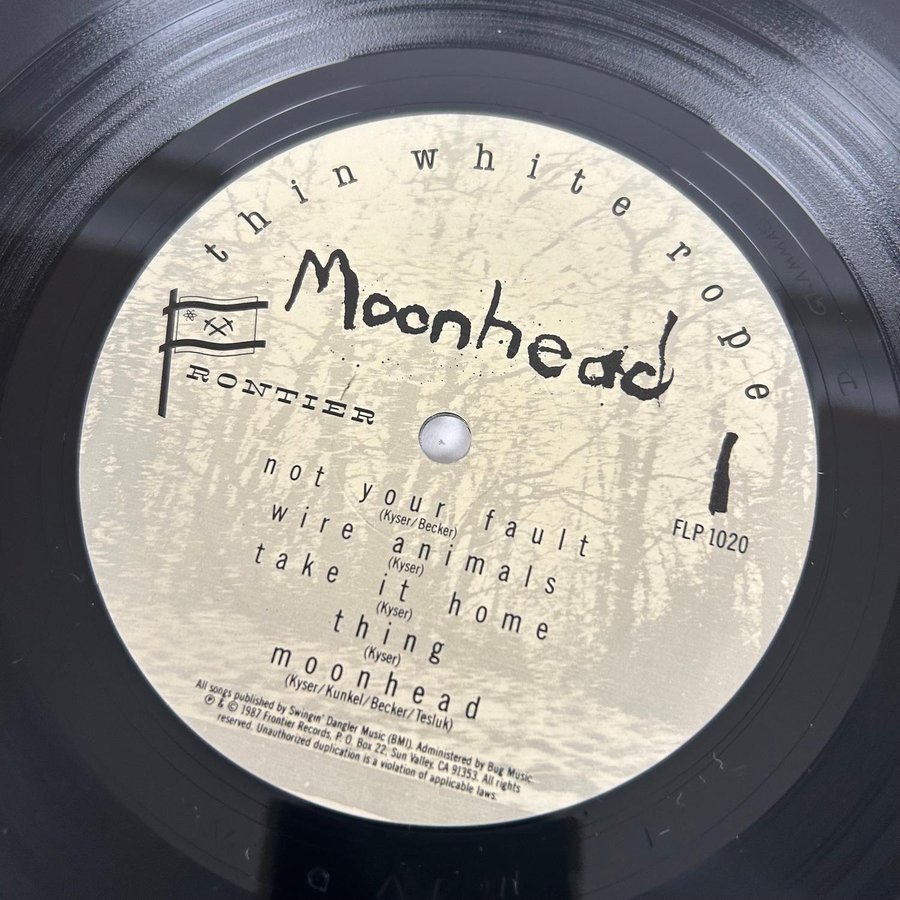 thin white rope
Moonhead
FRONTIER
1
FLP 1020
not your fault
(Kyser/Becker)
wire animals
(Kyser)
take it home
(Kyser)
thing
(Kyser)
moonhead
(Kyser/Kunkel/Becker/Tesluk)
All songs published by Swingin' Dangler Music (BMI). Administered by Bug Music.
℗ & © 1987 Frontier Records, P. O. Box 22, Sun Valley, CA 91353. All rights
reserved. Unauthorized duplication is a violation of applicable laws.